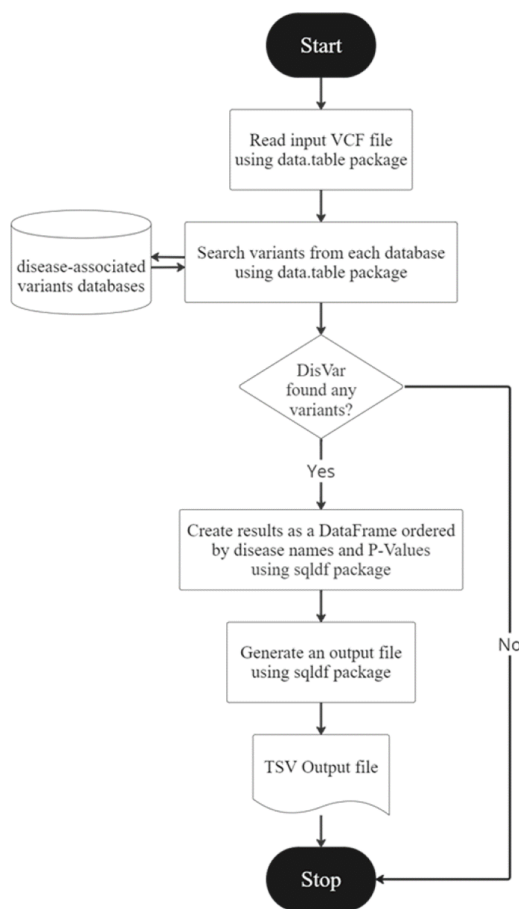 Start
Read input VCF file
using data.table package
disease-associated
variants databases
Search variants from each database
using data.table package
DisVar
found any
variants?
Yes
Create results as a DataFrame ordered
by disease names and P-Values
using sqldf package
No
Generate an output file
using sqldf package
TSV Output file
Stop